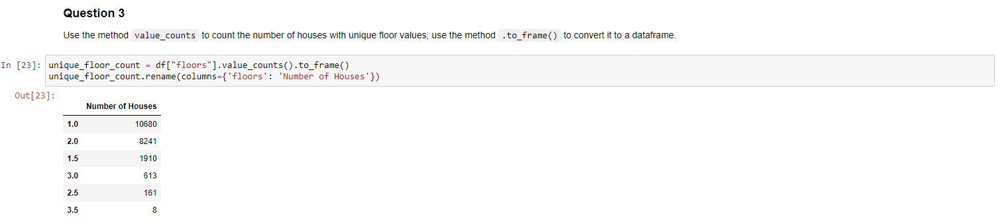 Question 3
Use the method value_counts to count the number of houses with unique floor values, use the method .to_frame() to convert it to a dataframe.
In [23]: unique_floor_count = df["floors"].value_counts().to_frame()
unique_floor_count.rename(columns={'floors': 'Number of Houses'})
Out[23]:
Number of Houses
1.0 10680
2.0 8241
1.5 1910
3.0 613
2.5 161
3.5 8